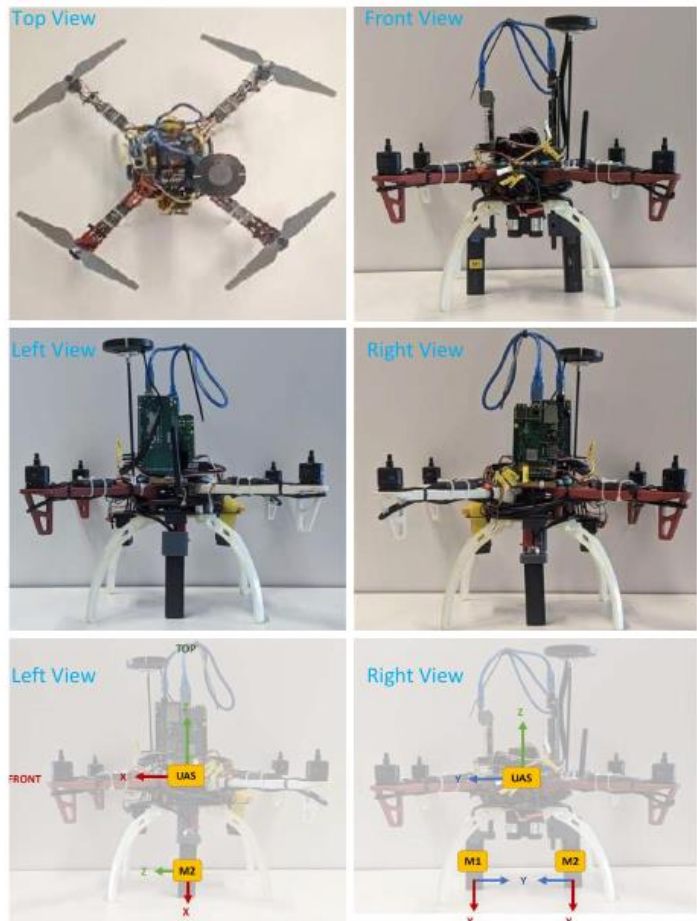 Top View
Front View
M1
Left View
Right View
Left View
TOP
Z
X
UAS
FRONT
Z
M2
X
Right View
Z
Y
UAS
M1
M2
Y
X
X